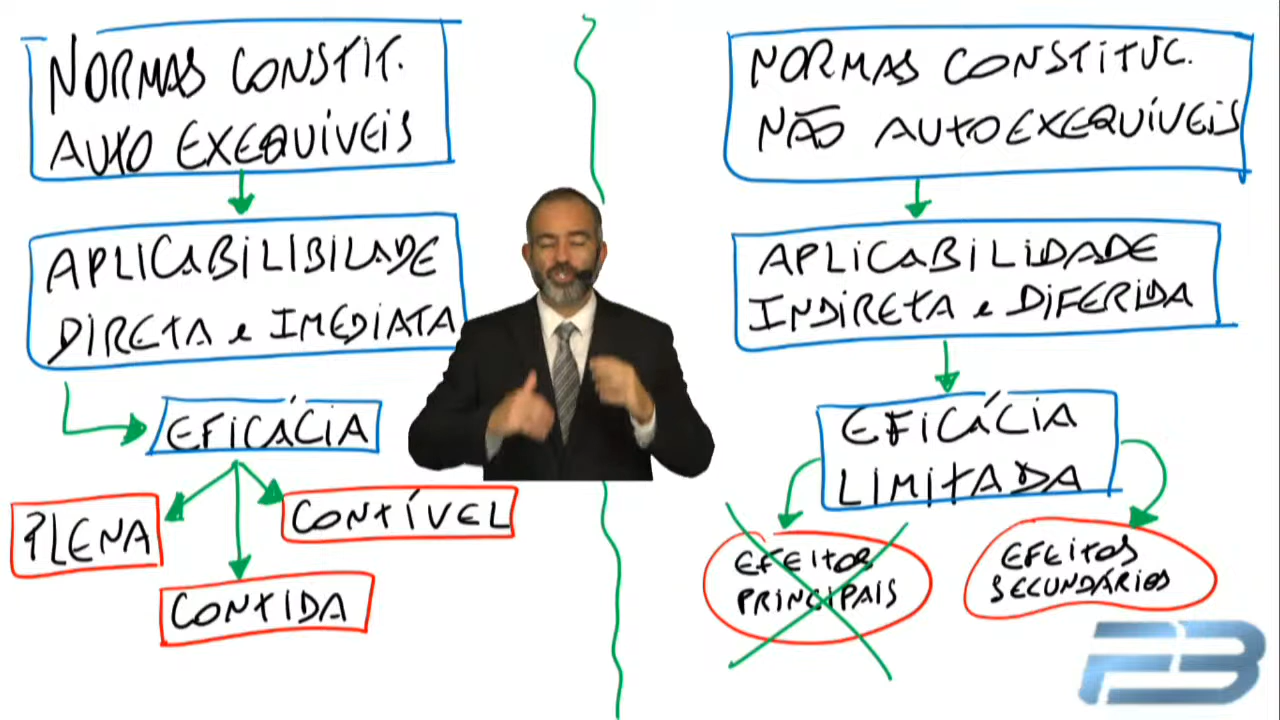 NORMAS CONSTIT.
AUTO EXEQUÍVEIS
APLICABILIBILADE
DIRETA e IMEDIATA
EFICÁCIA
PLENA
CONTÍVEL
CONTIDA
NORMAS CONSTITUC.
NÃO AUTOEXEQUÍVEIS
APLICABILIDADE
INDIRETA e DIFERIDA
EFICÁCIA
LIMITADA
EFEITOS
PRINCIPAIS
EFEITOS
SECUNDÁRIOS
PB